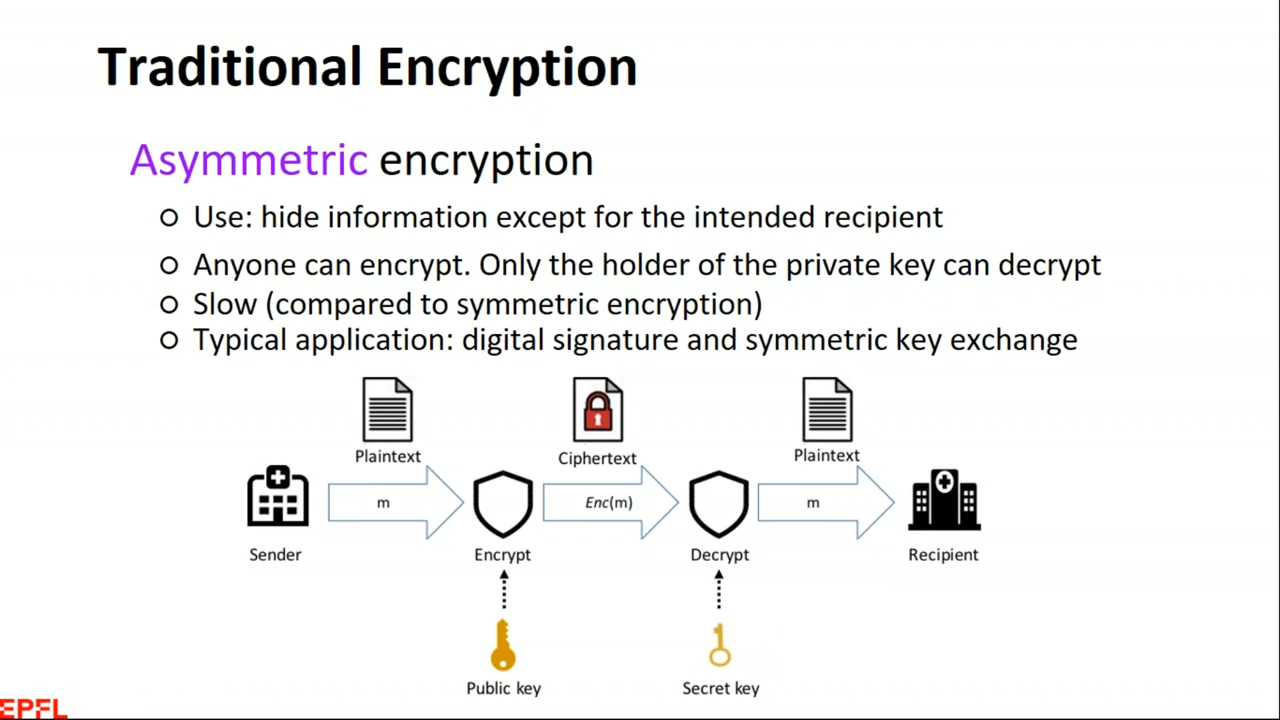 Traditional Encryption
Asymmetric encryption
Use: hide information except for the intended recipient
Anyone can encrypt. Only the holder of the private key can decrypt
Slow (compared to symmetric encryption)
Typical application: digital signature and symmetric key exchange
Plaintext
Ciphertext
Plaintext
m
Enc(m)
m
Sender
Encrypt
Decrypt
Recipient
Public key
Secret key
EPFL